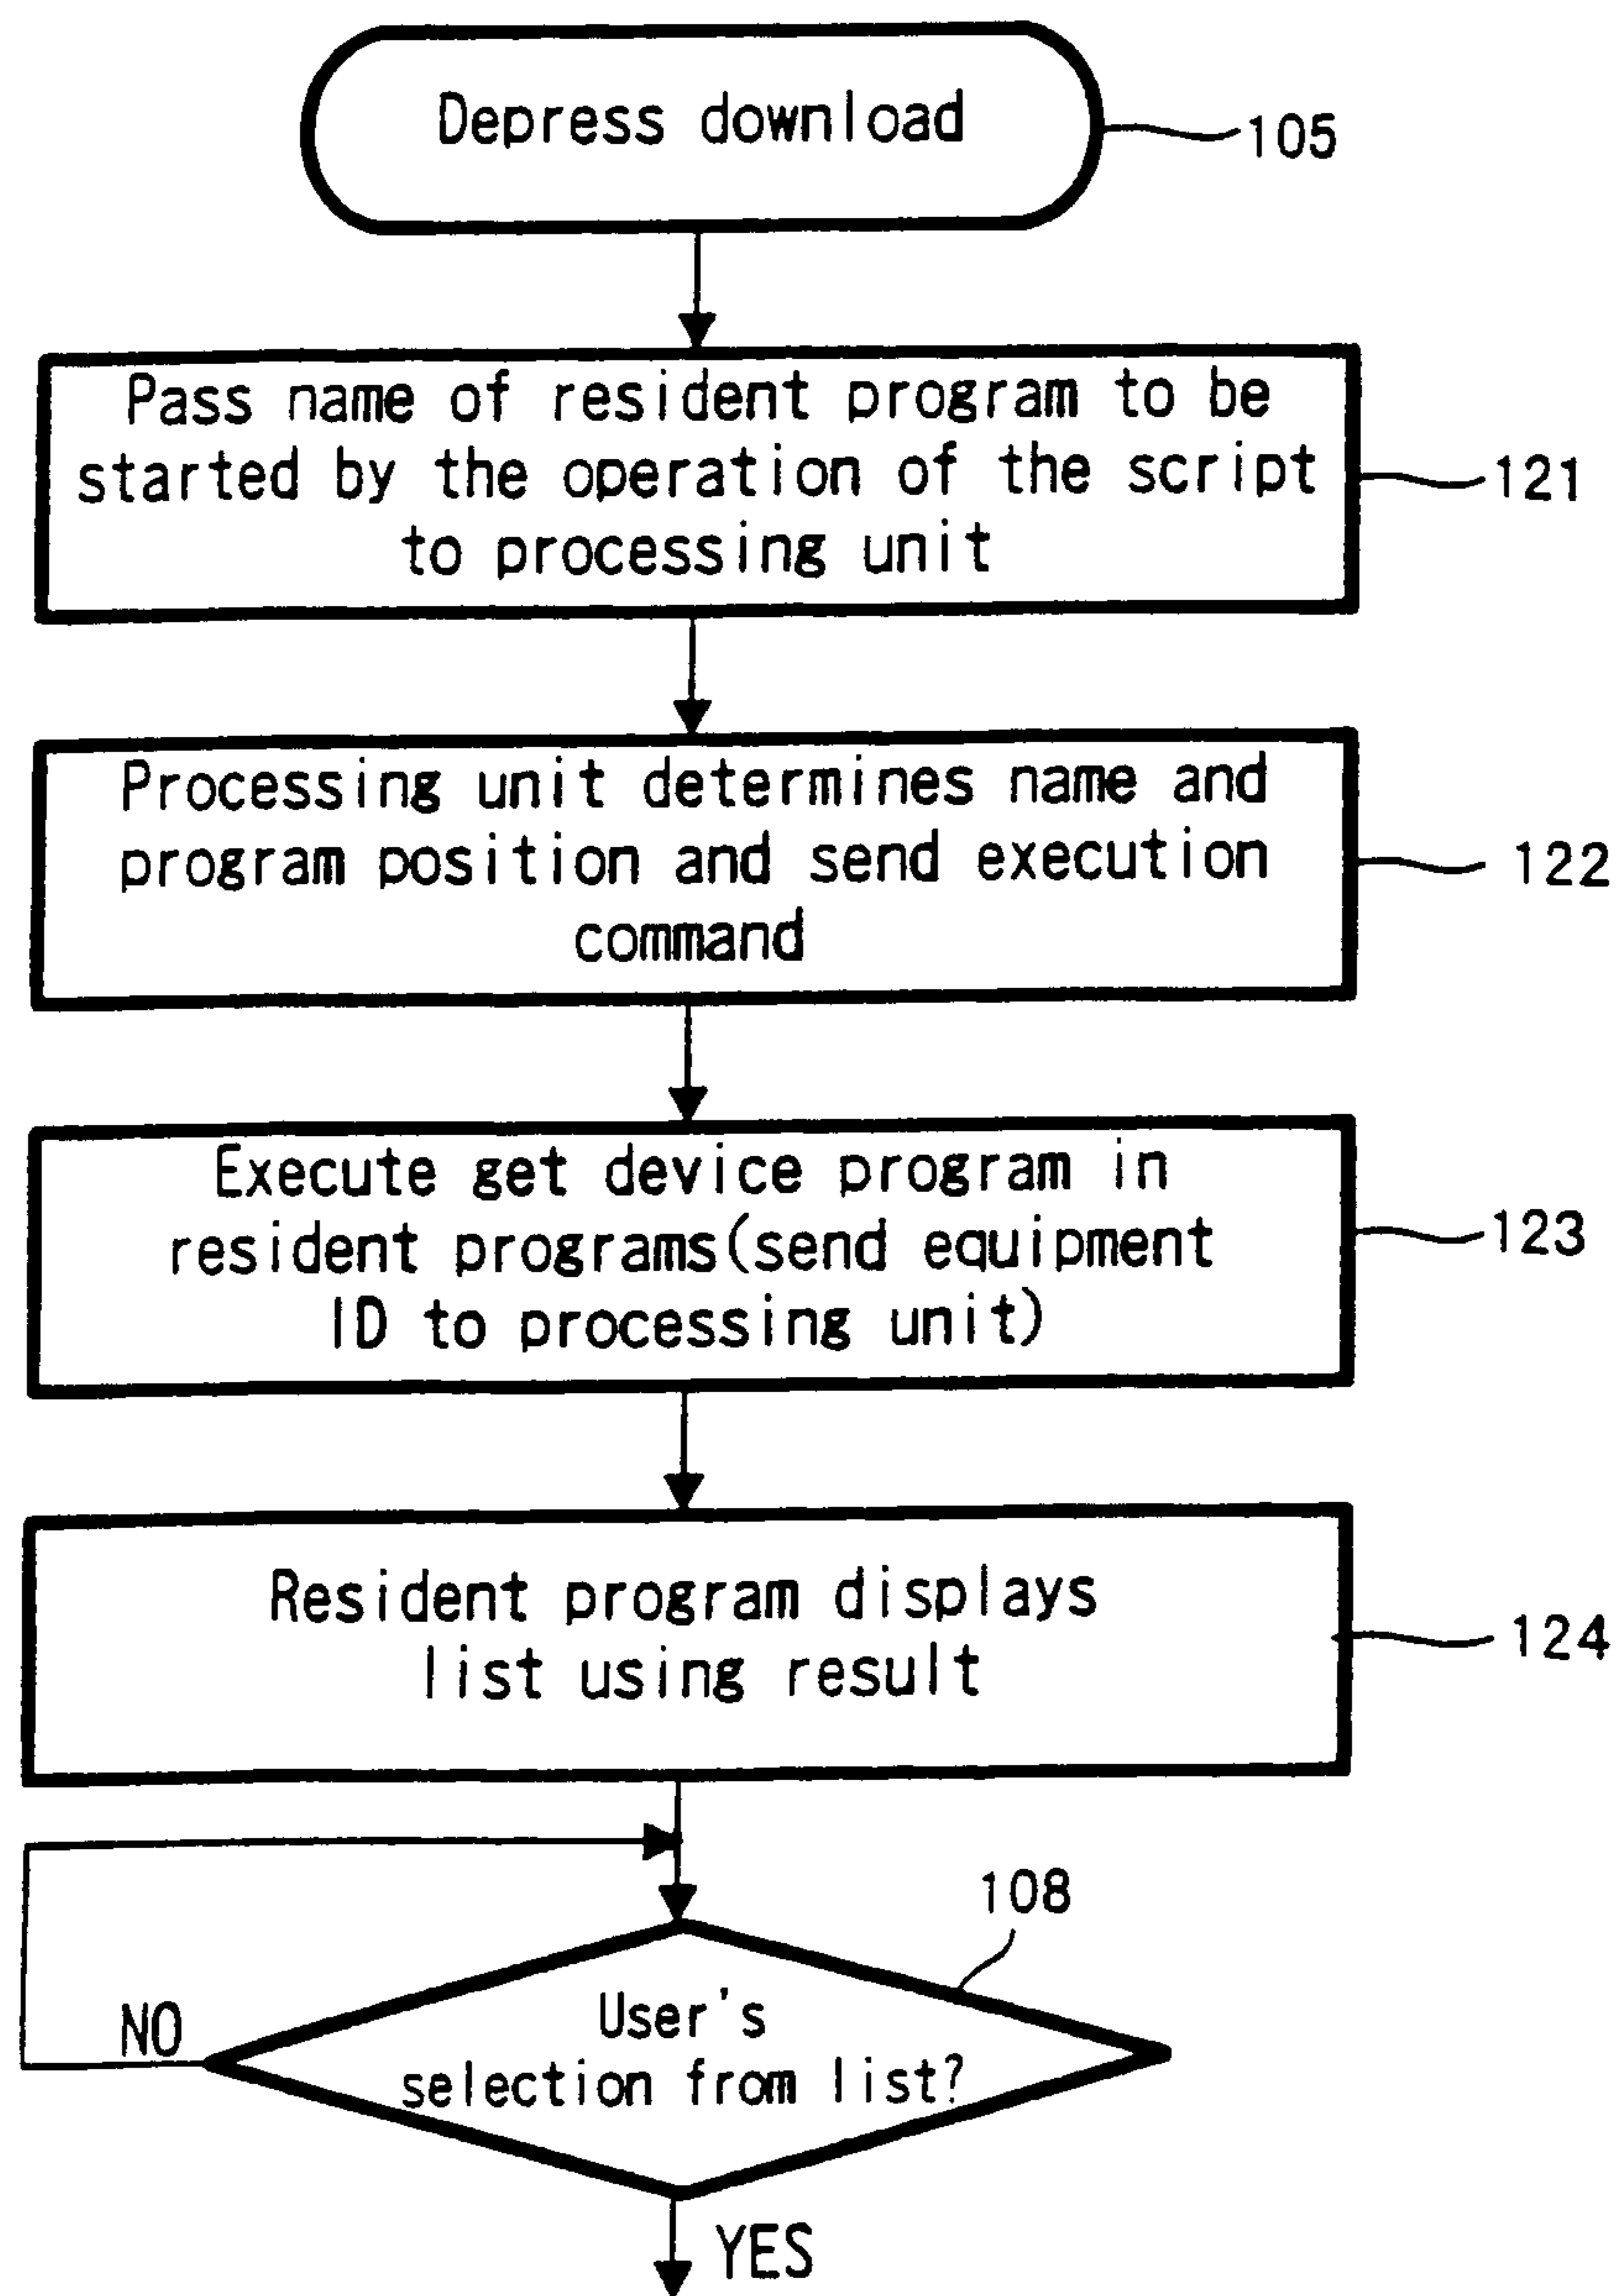 Depress download
105
Pass name of resident program to be
started by the operation of the script
to processing unit
121
Processing unit determines name and
program position and send execution
command
122
Execute get device program in
resident programs(send equipment
ID to processing unit)
123
Resident program displays
list using result
124
108
User's
selection from list?
NO
YES